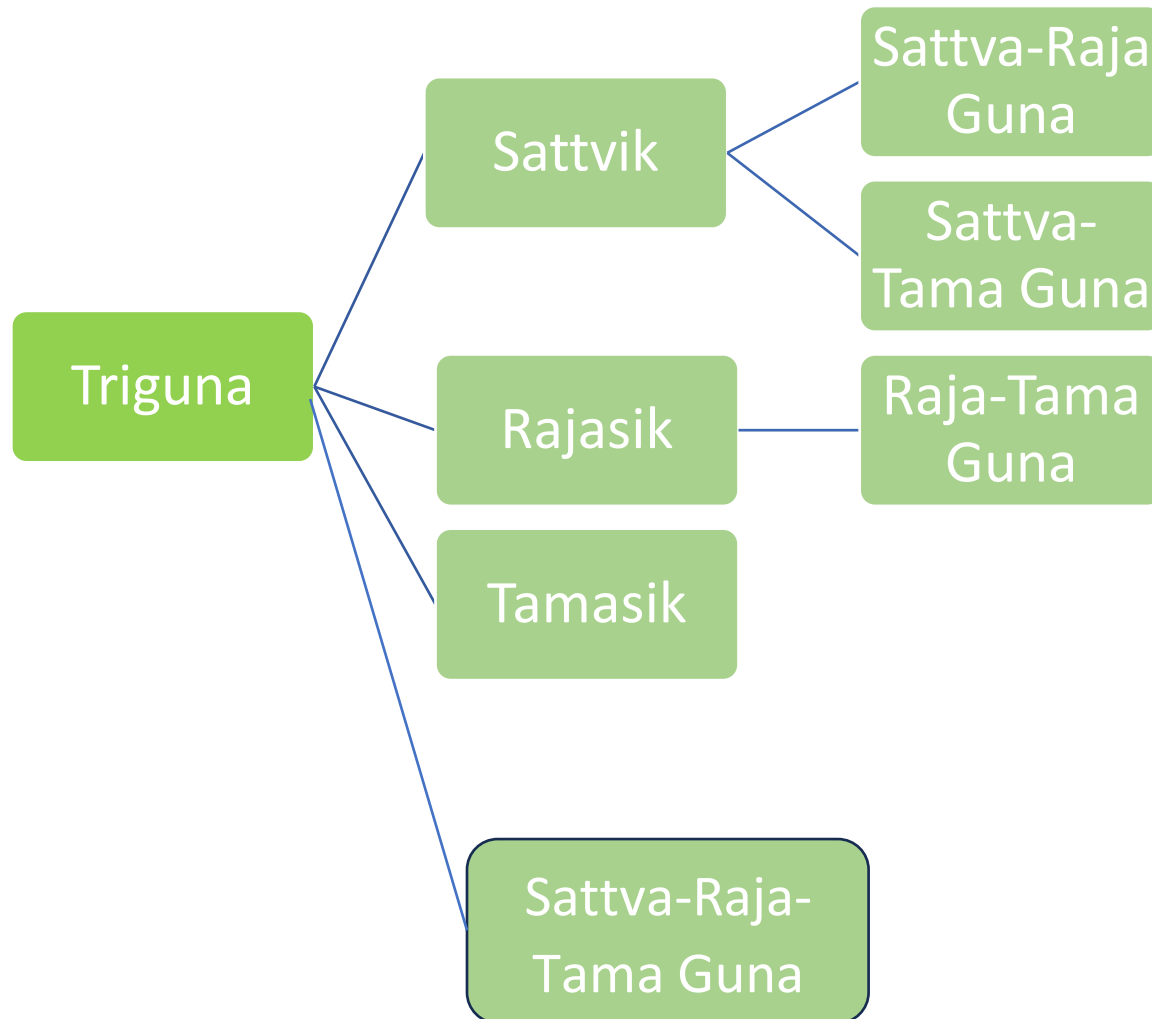 Triguna
Sattvik
Sattva-Raja
Guna
Sattva-
Tama Guna
Rajasik
Raja-Tama
Guna
Tamasik
Sattva-Raja-
Tama Guna